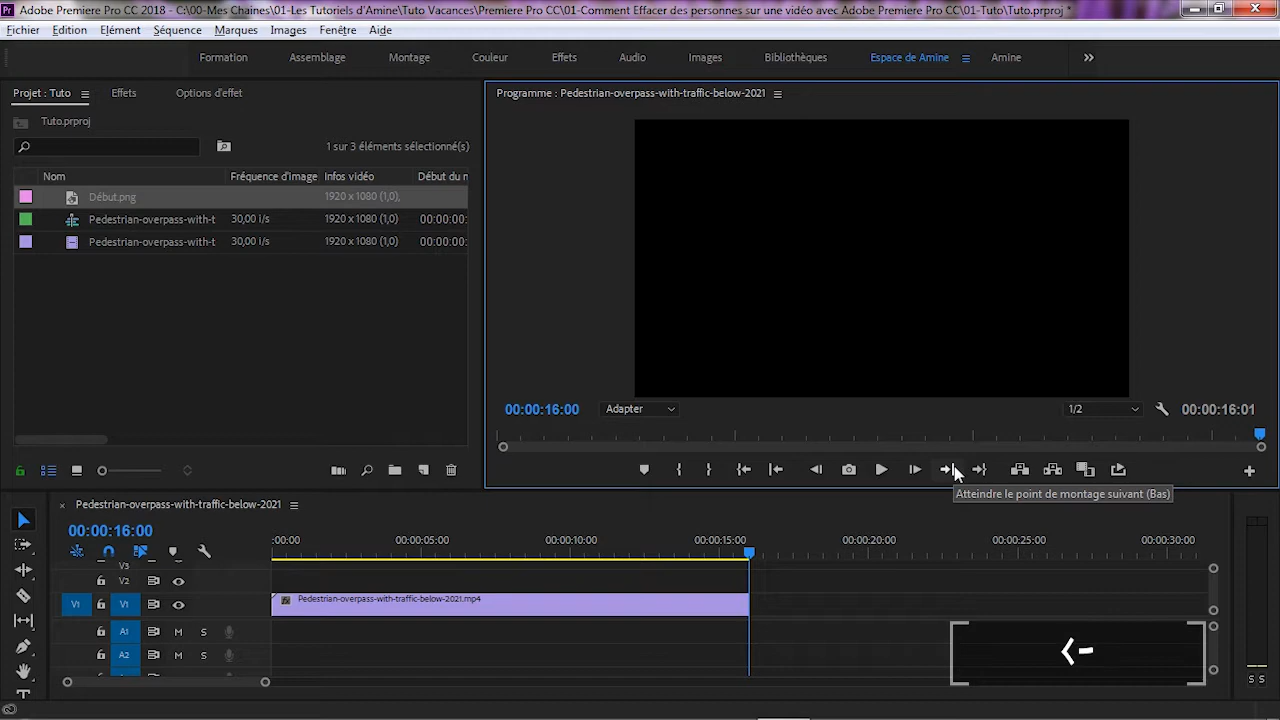 Adobe Premiere Pro CC 2018 - C:\00-Mes Chaines\01-Les Tutoriels d'Amine\Tuto Vacances\Premiere Pro CC\01-Comment Effacer des personnes sur une vidéo avec Adobe Premiere Pro CC\01-Tuto\Tuto.prproj *
Fichier Edition Elément Séquence Marques Images Fenêtre Aide
Formation Assemblage Montage Couleur Effets Audio Images Bibliothèques Espace de Amine Amine
Projet : Tuto Effets Options d'effet
Programme : Pedestrian-overpass-with-traffic-below-2021
Tuto.prproj
1 sur 3 éléments sélectionné(s)
Nom Fréquence d'image Infos vidéo Début du m
Début.png 1920 x 1080 (1,0),
Pedestrian-overpass-with-t 30,00 i/s 1920 x 1080 (1,0) 00:00:00:
Pedestrian-overpass-with-t 30,00 i/s 1920 x 1080 (1,0) 00:00:00:
00:00:16:00 Adapter 1/2 00:00:16:01
Atteindre le point de montage suivant (Bas)
Pedestrian-overpass-with-traffic-below-2021
00:00:16:00
:00:00 00:00:05:00 00:00:10:00 00:00:15:00 00:00:20:00 00:00:25:00 00:00:30:00
V3
V2
V1 V1 Pedestrian-overpass-with-traffic-below-2021.mp4
A1 M S
A2 M S
S S